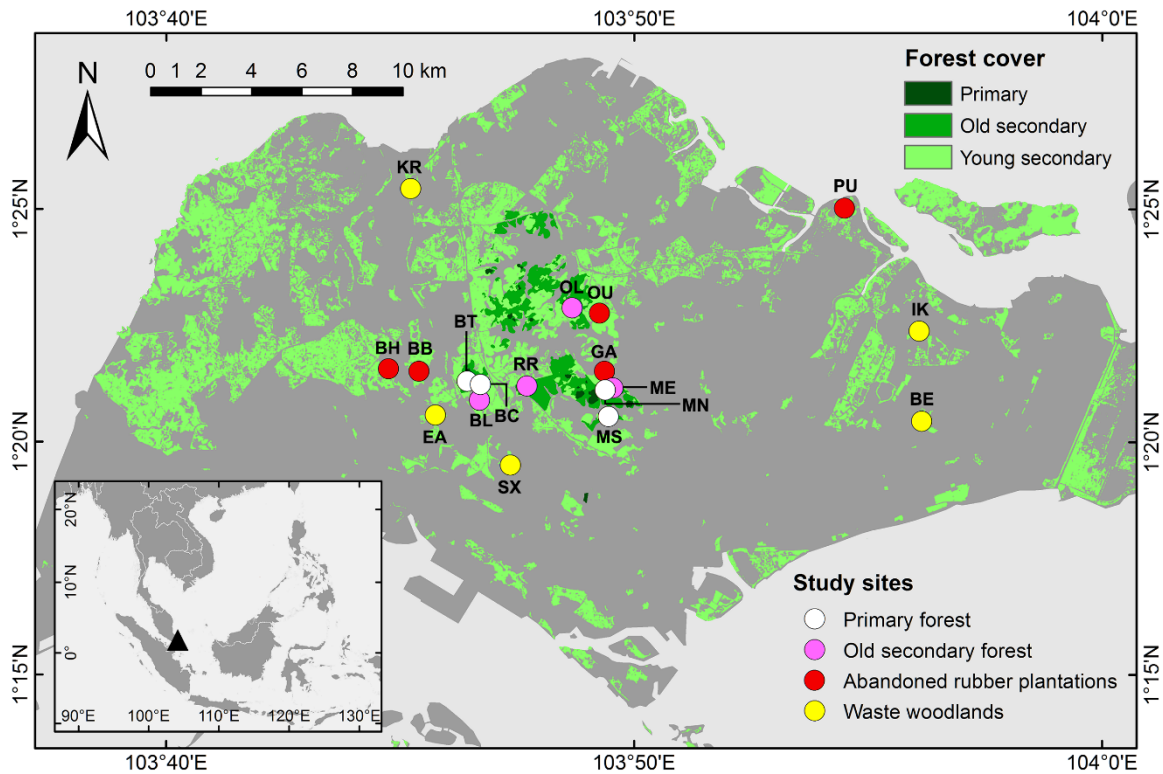 103°40'E 103°50'E 104°0'E
N
0 1 2 4 6 8 10 km
Forest cover
Primary
Old secondary
Young secondary
KR
PU
1°25'N 1°25'N
OL OU
IK
BT
BH BB
RR
GA
ME
MN
BL
BC
MS
BE
EA
1°20'N 1°20'N
SX
20°N
10°N
0°
90°E 100°E 110°E 120°E 130°E
Study sites
Primary forest
Old secondary forest
Abandoned rubber plantations
Waste woodlands
1°15'N 1°15'N
103°40'E 103°50'E 104°0'E